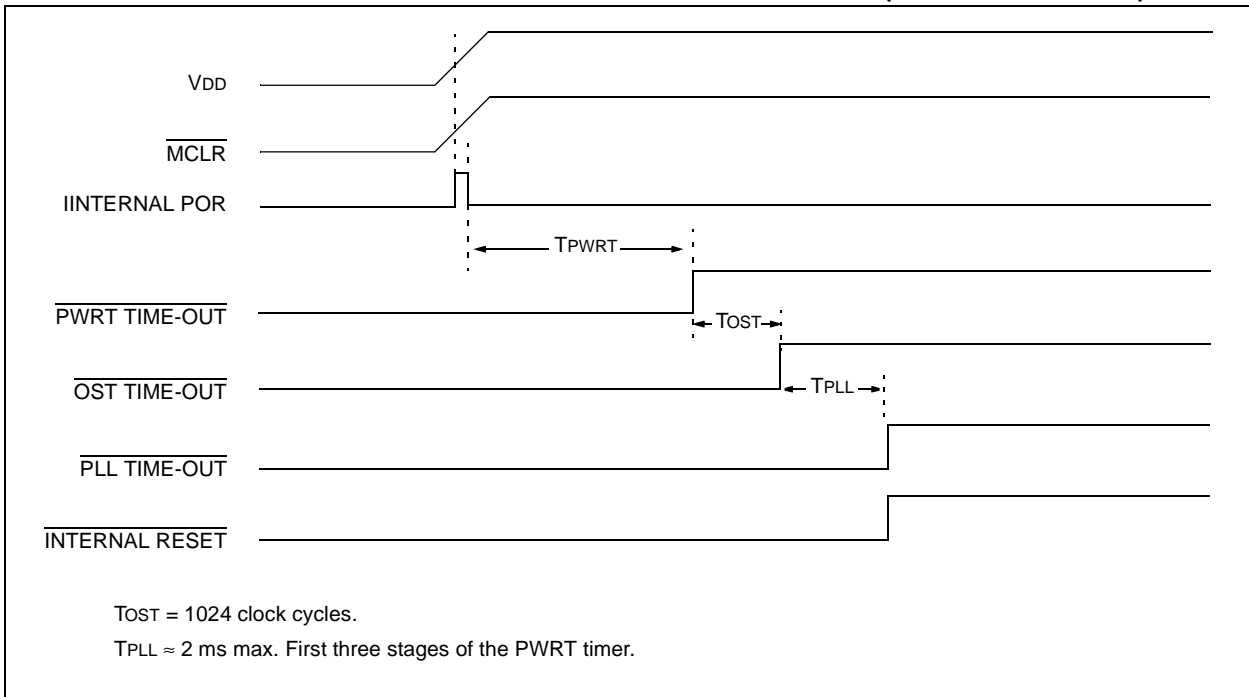 VDD
MCLR
IINTERNAL POR
TPWRT
PWRT TIME-OUT
TOST
OST TIME-OUT
TPLL
PLL TIME-OUT
INTERNAL RESET
TOST = 1024 clock cycles.
TPLL ≈ 2 ms max. First three stages of the PWRT timer.